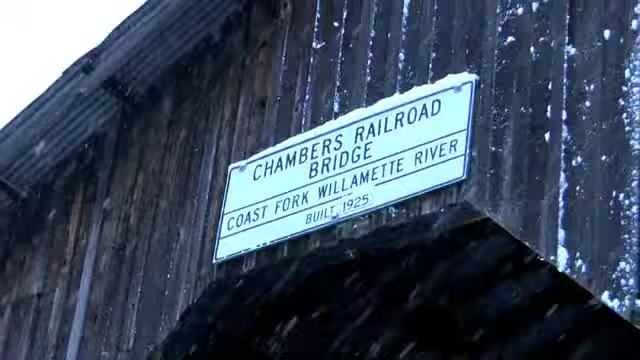 CHAMBERS RAILROAD
BRIDGE
COAST FORK WILLAMETTE RIVER
BUILT 1925